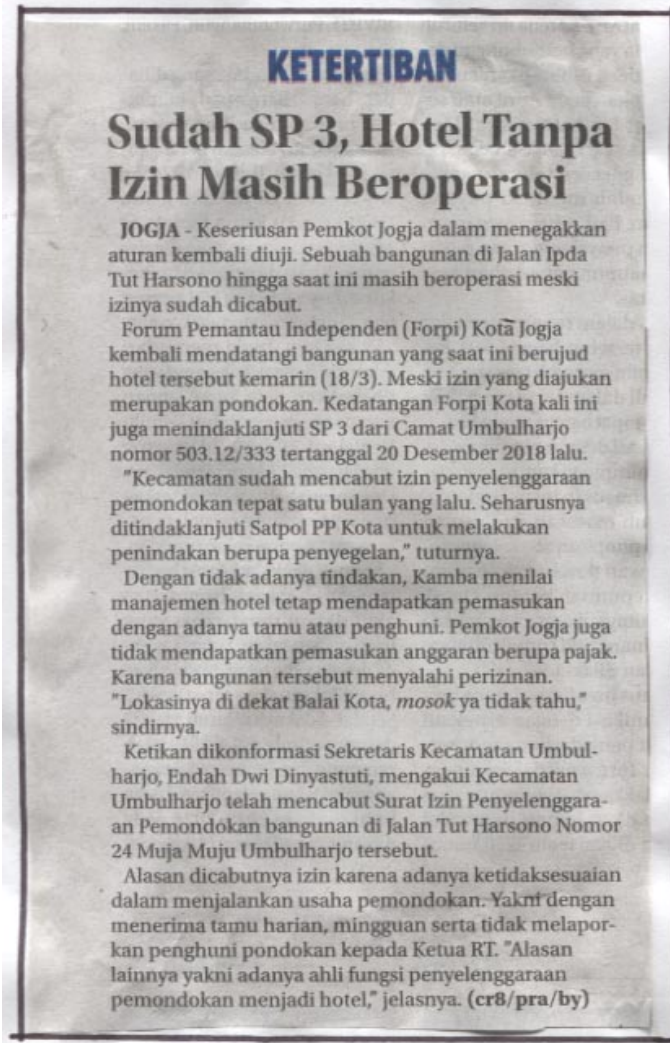 KETERTIBAN
Sudah SP 3, Hotel Tanpa
Izin Masih Beroperasi
JOGJA - Keseriusan Pemkot Jogja dalam menegakkan
aturan kembali diuji. Sebuah bangunan di Jalan Ipda
Tut Harsono hingga saat ini masih beroperasi meski
izinya sudah dicabut.
Forum Pemantau Independen (Forpi) Kota Jogja
kembali mendatangi bangunan yang saat ini berujud
hotel tersebut kemarin (18/3). Meski izin yang diajukan
merupakan pondokan. Kedatangan Forpi Kota kali ini
juga menindaklanjuti SP 3 dari Camat Umbulharjo
nomor 503.12/333 tertanggal 20 Desember 2018 lalu.
"Kecamatan sudah mencabut izin penyelenggaraan
pemondokan tepat satu bulan yang lalu. Seharusnya
ditindaklanjuti Satpol PP Kota untuk melakukan
penindakan berupa penyegelan," tuturnya.
Dengan tidak adanya tindakan, Kamba menilai
manajemen hotel tetap mendapatkan pemasukan
dengan adanya tamu atau penghuni. Pemkot Jogja juga
tidak mendapatkan pemasukan anggaran berupa pajak.
Karena bangunan tersebut menyalahi perizinan.
"Lokasinya di dekat Balai Kota, mosok ya tidak tahu,"
sindirnya.
Ketikan dikonformasi Sekretaris Kecamatan Umbul-
harjo, Endah Dwi Dinyastuti, mengakui Kecamatan
Umbulharjo telah mencabut Surat Izin Penyelenggara-
an Pemondokan bangunan di Jalan Tut Harsono Nomor
24 Muja Muju Umbulharjo tersebut.
Alasan dicabutnya izin karena adanya ketidaksesuaian
dalam menjalankan usaha pemondokan. Yakni dengan
menerima tamu harian, mingguan serta tidak melapor-
kan penghuni pondokan kepada Ketua RT. "Alasan
lainnya yakni adanya ahli fungsi penyelenggaraan
pemondokan menjadi hotel," jelasnya. (cr8/pra/by)